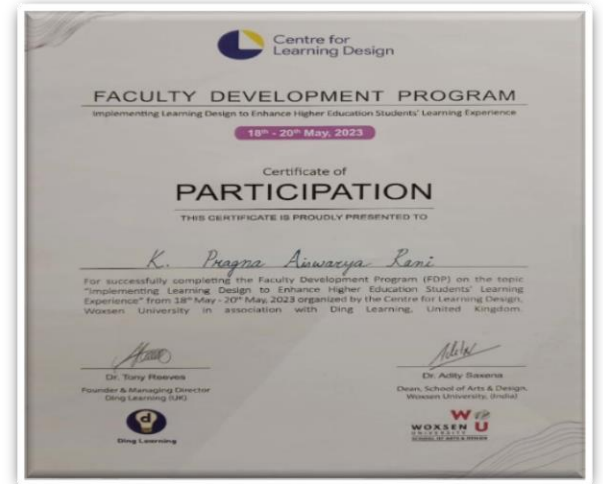 Centre for
Learning Design
FACULTY DEVELOPMENT PROGRAM
Implementing Learning Design to Enhance Higher Education Students' Learning Experience
18th - 20th May, 2023
Certificate of
PARTICIPATION
THIS CERTIFICATE IS PROUDLY PRESENTED TO
K. Pragna Aiswarya Rani
For successfully completing the Faculty Development Program (FDP) on the topic
"Implementing Learning Design to Enhance Higher Education Students' Learning
Experience" from 18th May - 20th May, 2023 organized by the Centre for Learning Design,
Woxsen University in association with Ding Learning, United Kingdom.
Dr. Tony Reeves
Founder & Managing Director
Ding Learning (UK)
Ding Learning
Dr. Adity Saxena
Dean, School of Arts & Design,
Woxsen University, (India)
W U
WOXSEN
UNIVERSITY
SCHOOL OF ARTS & DESIGN